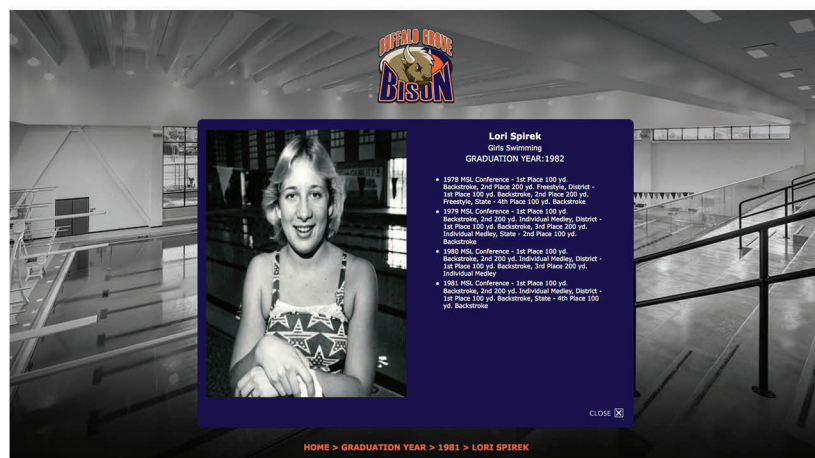 BUFFALO GROVE
BISON
Lori Spirek
Girls Swimming
GRADUATION YEAR:1982
• 1978 MSL Conference - 1st Place 100 yd.
Backstroke, 2nd Place 200 yd. Freestyle, District -
1st Place 100 yd. Backstroke, 2nd Place 200 yd.
Freestyle, State - 4th Place 100 yd. Backstroke
• 1979 MSL Conference - 1st Place 100 yd.
Backstroke, 2nd 200 yd. Individual Medley, District -
1st Place 100 yd. Backstroke, 3rd Place 200 yd.
Individual Medley, State - 2nd Place 100 yd.
Backstroke
• 1980 MSL Conference - 1st Place 100 yd.
Backstroke, 2nd 200 yd. Individual Medley, District -
1st Place 100 yd. Backstroke, 3rd Place 200 yd.
Individual Medley
• 1981 MSL Conference - 1st Place 100 yd.
Backstroke, 2nd 200 yd. Individual Medley, District -
1st Place 100 yd. Backstroke, State - 4th Place 100
yd. Backstroke
CLOSE X
HOME > GRADUATION YEAR > 1981 > LORI SPIREK